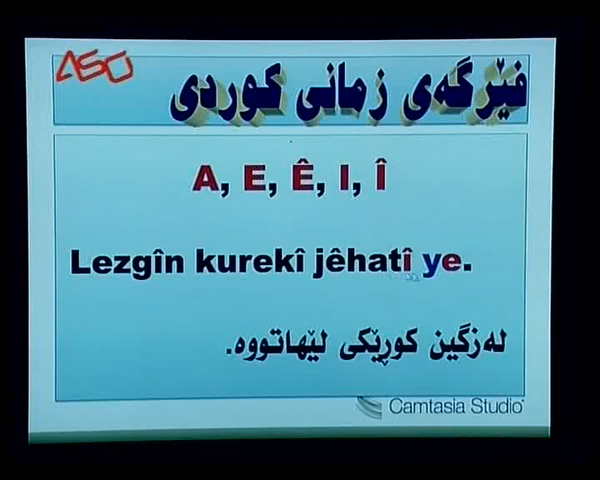 ASO
فێرگەی زمانی کوردی
A, E, Ê, I, Î
Lezgîn kurekî jêhatî ye.
لەزگین کوڕێکی لێهاتووە.
Camtasia Studio